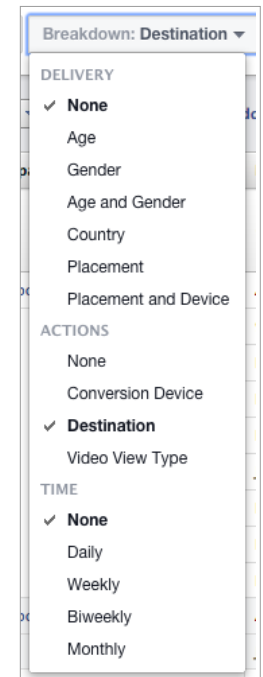 Breakdown: Destination
DELIVERY
None
Age
Gender
Age and Gender
Country
Placement
Placement and Device
ACTIONS
None
Conversion Device
Destination
Video View Type
TIME
None
Daily
Weekly
Biweekly
Monthly